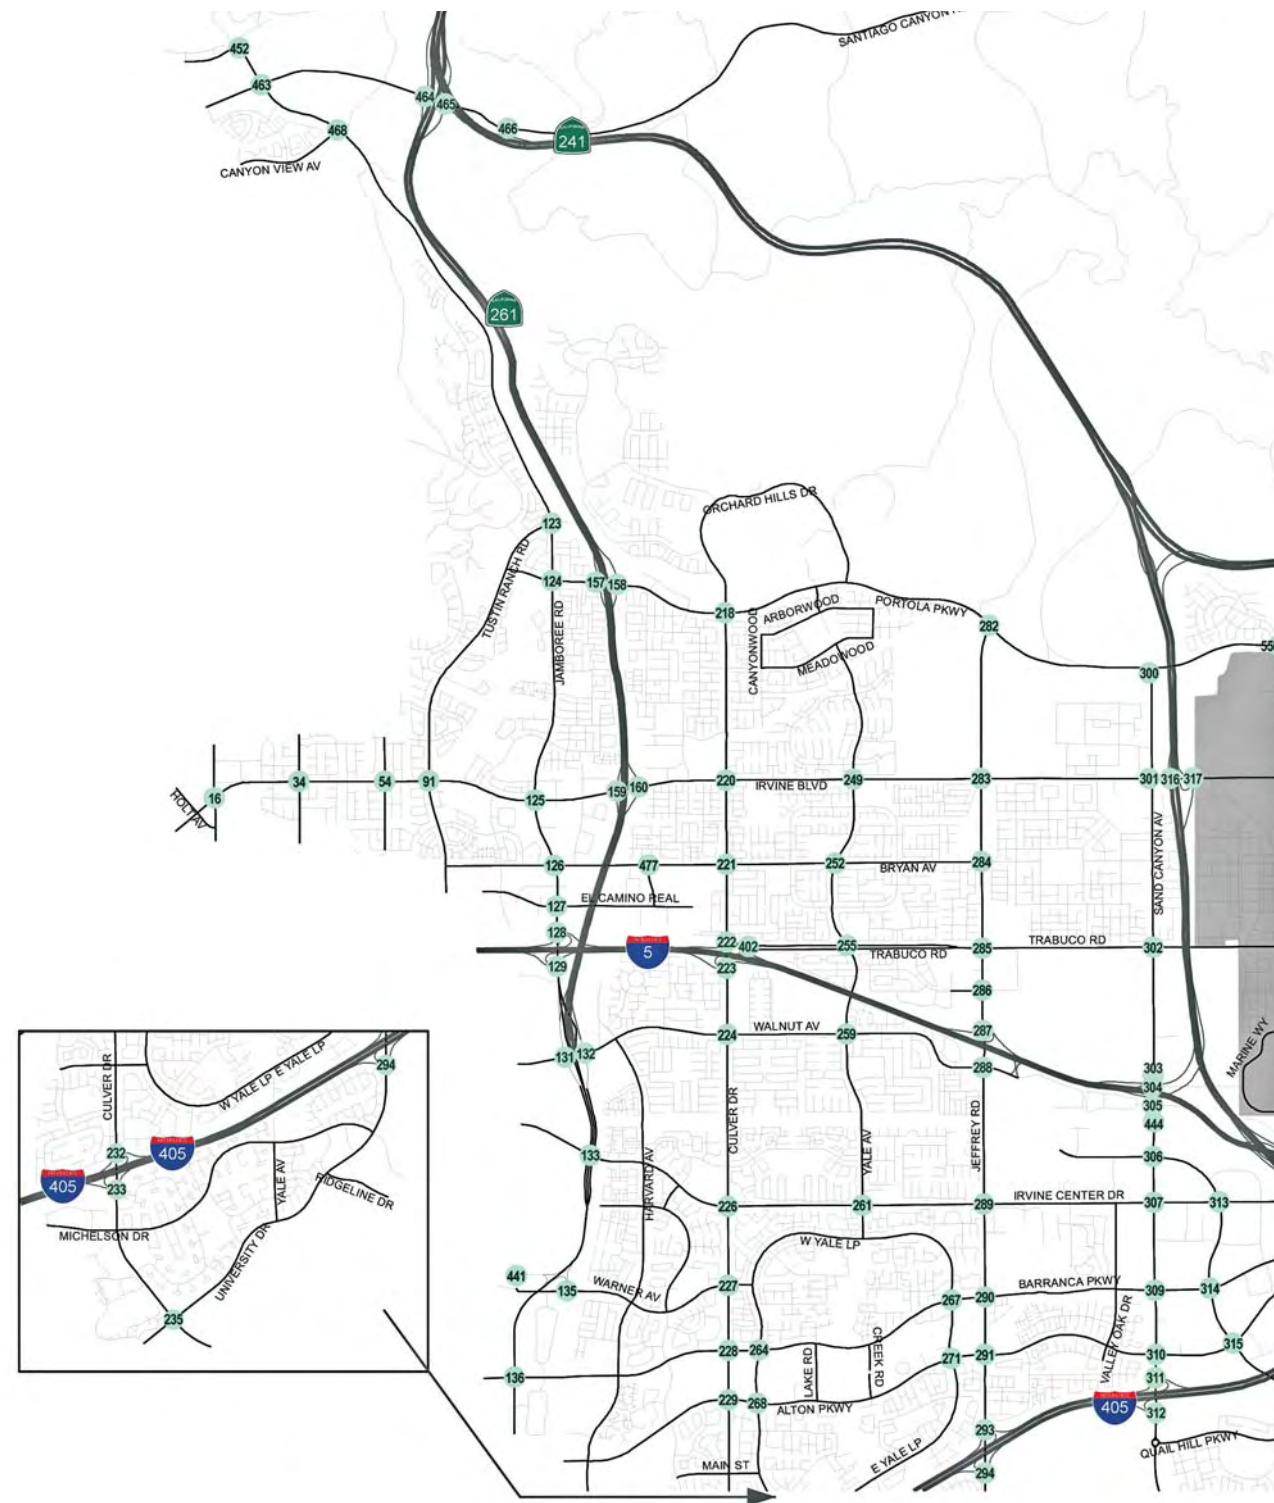 SANTIAGO CANYON
452
463
464
465
466
468
CALIFORNIA
241
CANYON VIEW AV
CALIFORNIA
261
ORCHARD HILLS DR
123
TUSTIN RANCH RD
124
157
158
JAMBOREE RD
218
ARBORWOOD
PORTOLA PKWY
282
CANYONWOOD
MEADOWOOD
55
300
16
34
54
91
125
159
160
220
IRVINE BLVD
249
283
301
316
317
HOLT AV
126
477
221
252
BRYAN AV
284
SAND CANYON AV
127
EL CAMINO REAL
128
5
222
402
255
TRABUCO RD
285
TRABUCO RD
302
129
223
286
WALNUT AV
224
259
287
131
132
288
303
304
305
444
MARINE WY
CULVER DR
W YALE LP
E YALE LP
294
232
405
405
233
YALE AV
RIDGELINE DR
MICHELSON DR
UNIVERSITY DR
235
133
HARVARD AV
CULVER DR
YALE AV
JEFFREY RD
306
226
261
289
IRVINE CENTER DR
307
313
W YALE LP
441
135
WARNER AV
227
267
290
BARRANCA PKWY
309
314
VALLEY OAK DR
228
264
LAKE RD
CREEK RD
271
291
310
315
136
311
229
268
ALTON PKWY
405
312
293
QUAIL HILL PKWY
MAIN ST
E YALE LP
294